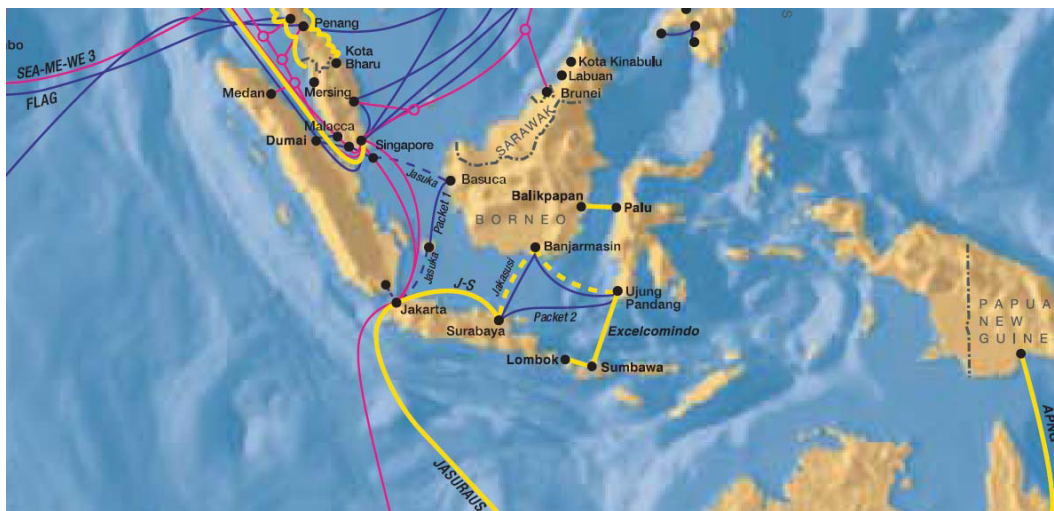 Penang
mbo
SEA-ME-WE 3
Kota
Bharu
FLAG
Medan
Mersing
Kota Kinabulu
Labuan
Brunei
SARAWAK
Malacca
Dumai
Singapore
Jasuka
Basuca
Packet 1
Balikpapan
Palu
BORNEO
Jasuka
Banjarmasin
Jakasusi
J-S
Ujung
Pandang
Jakarta
Surabaya
Packet 2
Excelcomindo
PAPUA
NEW
GUINE
Lombok
Sumbawa
APNG
JASURAUS
S